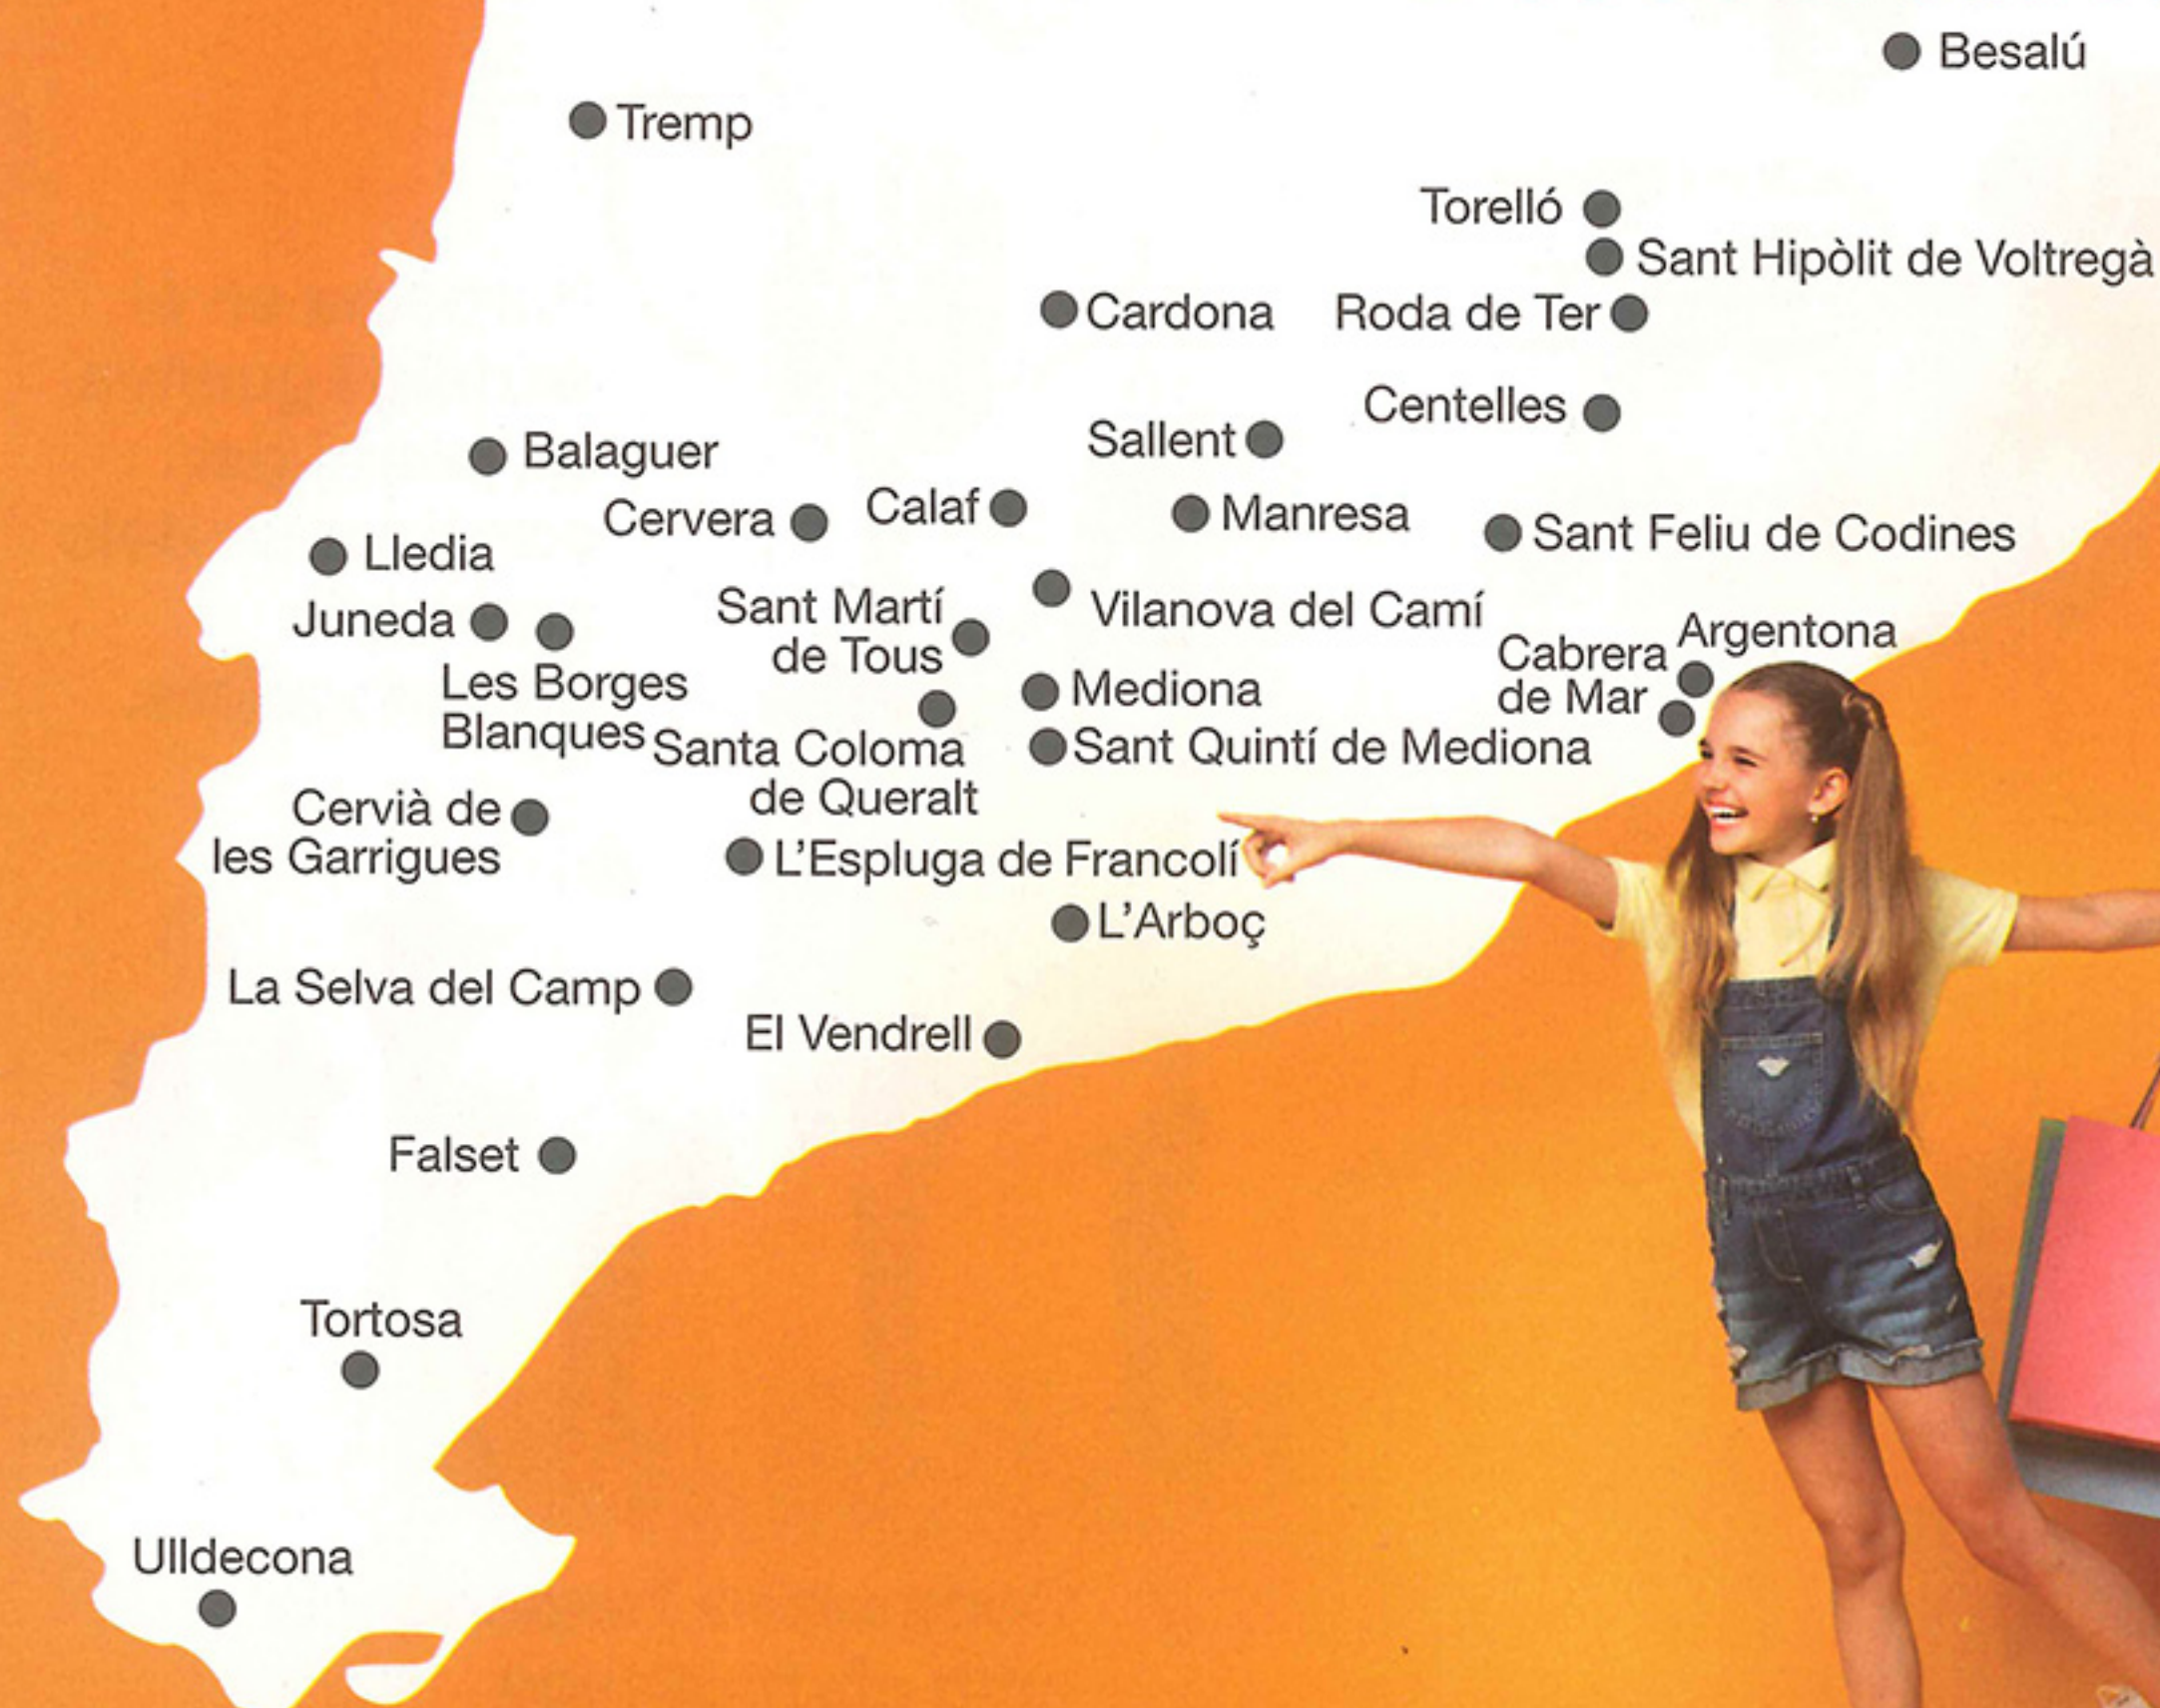 Besalú
Tremp
Torelló
Sant Hipòlit de Voltregà
Cardona
Roda de Ter
Centelles
Sallent
Balaguer
Cervera
Calaf
Manresa
Sant Feliu de Codines
Lledia
Juneda
Sant Martí
de Tous
Vilanova del Camí
Argentona
Cabrera
de Mar
Les Borges
Blanques
Mediona
Santa Coloma
de Queralt
Sant Quintí de Mediona
Cervià de
les Garrigues
L'Espluga de Francolí
L'Arboç
La Selva del Camp
El Vendrell
Falset
Tortosa
Ulldecona